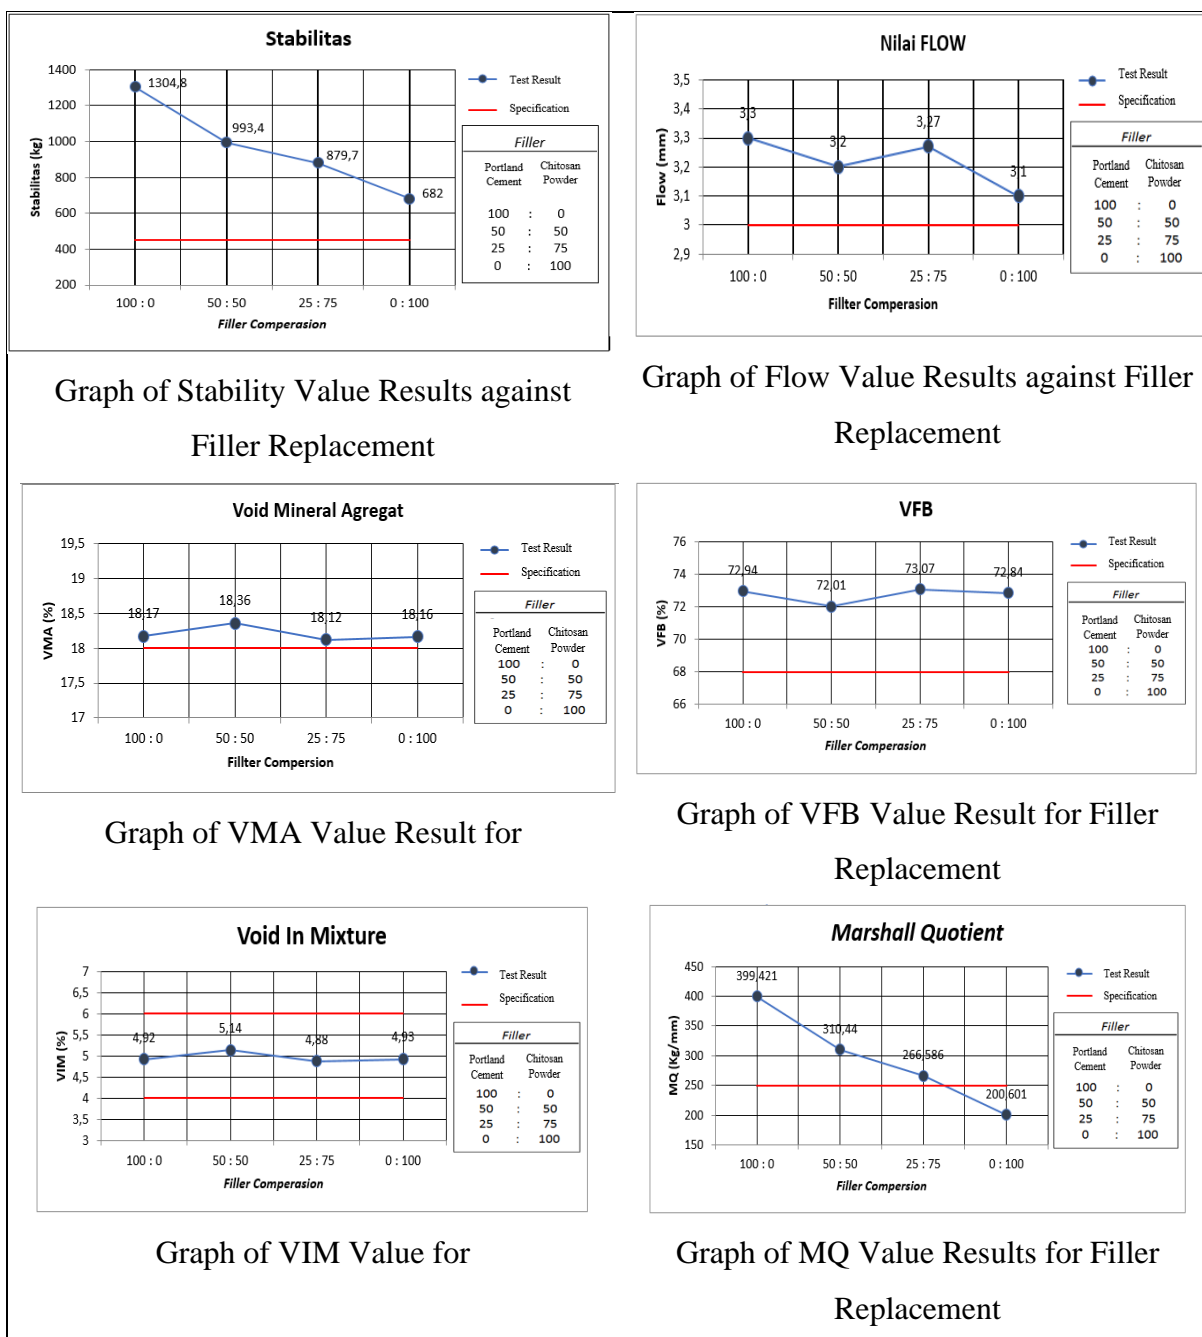 Stabilitas
1400
1200
1000
800
600
400
200
Stabilitas (kg)
1304,8
993,4
879,7
682
100 : 0
50 : 50
25 : 75
0 : 100
Filler Comperasion
Test Result
Specification
Filler
Portland Chitosan
Cement Powder
100 : 0
50 : 50
25 : 75
0 : 100
Graph of Stability Value Results against
Filler Replacement
Nilai FLOW
3,5
3,4
3,3
3,2
3,1
3
2,9
Flow (mm)
3,3
3,2
3,27
3,1
100 : 0
50 : 50
25 : 75
0 : 100
Fillter Comperasion
Test Result
Specification
Filler
Portland Chitosan
Cement Powder
100 : 0
50 : 50
25 : 75
0 : 100
Graph of Flow Value Results against Filler
Replacement
Void Mineral Agregat
19,5
19
18,5
18
17,5
17
VMA (%)
18,17
18,36
18,12
18,16
100 : 0
50 : 50
25 : 75
0 : 100
Fillter Compersion
Test Result
Specification
Filler
Portland Chitosan
Cement Powder
100 : 0
50 : 50
25 : 75
0 : 100
Graph of VMA Value Result for
VFB
76
74
72
70
68
66
VFB (%)
72,94
72,01
73,07
72,84
100 : 0
50 : 50
25 : 75
0 : 100
Filler Comperasion
Test Result
Specification
Filler
Portland Chitosan
Cement Powder
100 : 0
50 : 50
25 : 75
0 : 100
Graph of VFB Value Result for Filler
Replacement
Void In Mixture
7
6,5
6
5,5
5
4,5
4
3,5
3
VIM (%)
4,92
5,14
4,88
4,93
100 : 0
50 : 50
25 : 75
0 : 100
Filler Comperasion
Test Result
Specification
Filler
Portland Chitosan
Cement Powder
100 : 0
50 : 50
25 : 75
0 : 100
Graph of VIM Value for
Marshall Quotient
450
400
350
300
250
200
150
MQ (Kg/mm)
399,421
310,44
266,586
200,601
100 : 0
50 : 50
25 : 75
0 : 100
Filler Comperasion
Test Result
Specification
Filler
Portland Chitosan
Cement Powder
100 : 0
50 : 50
25 : 75
0 : 100
Graph of MQ Value Results for Filler
Replacement